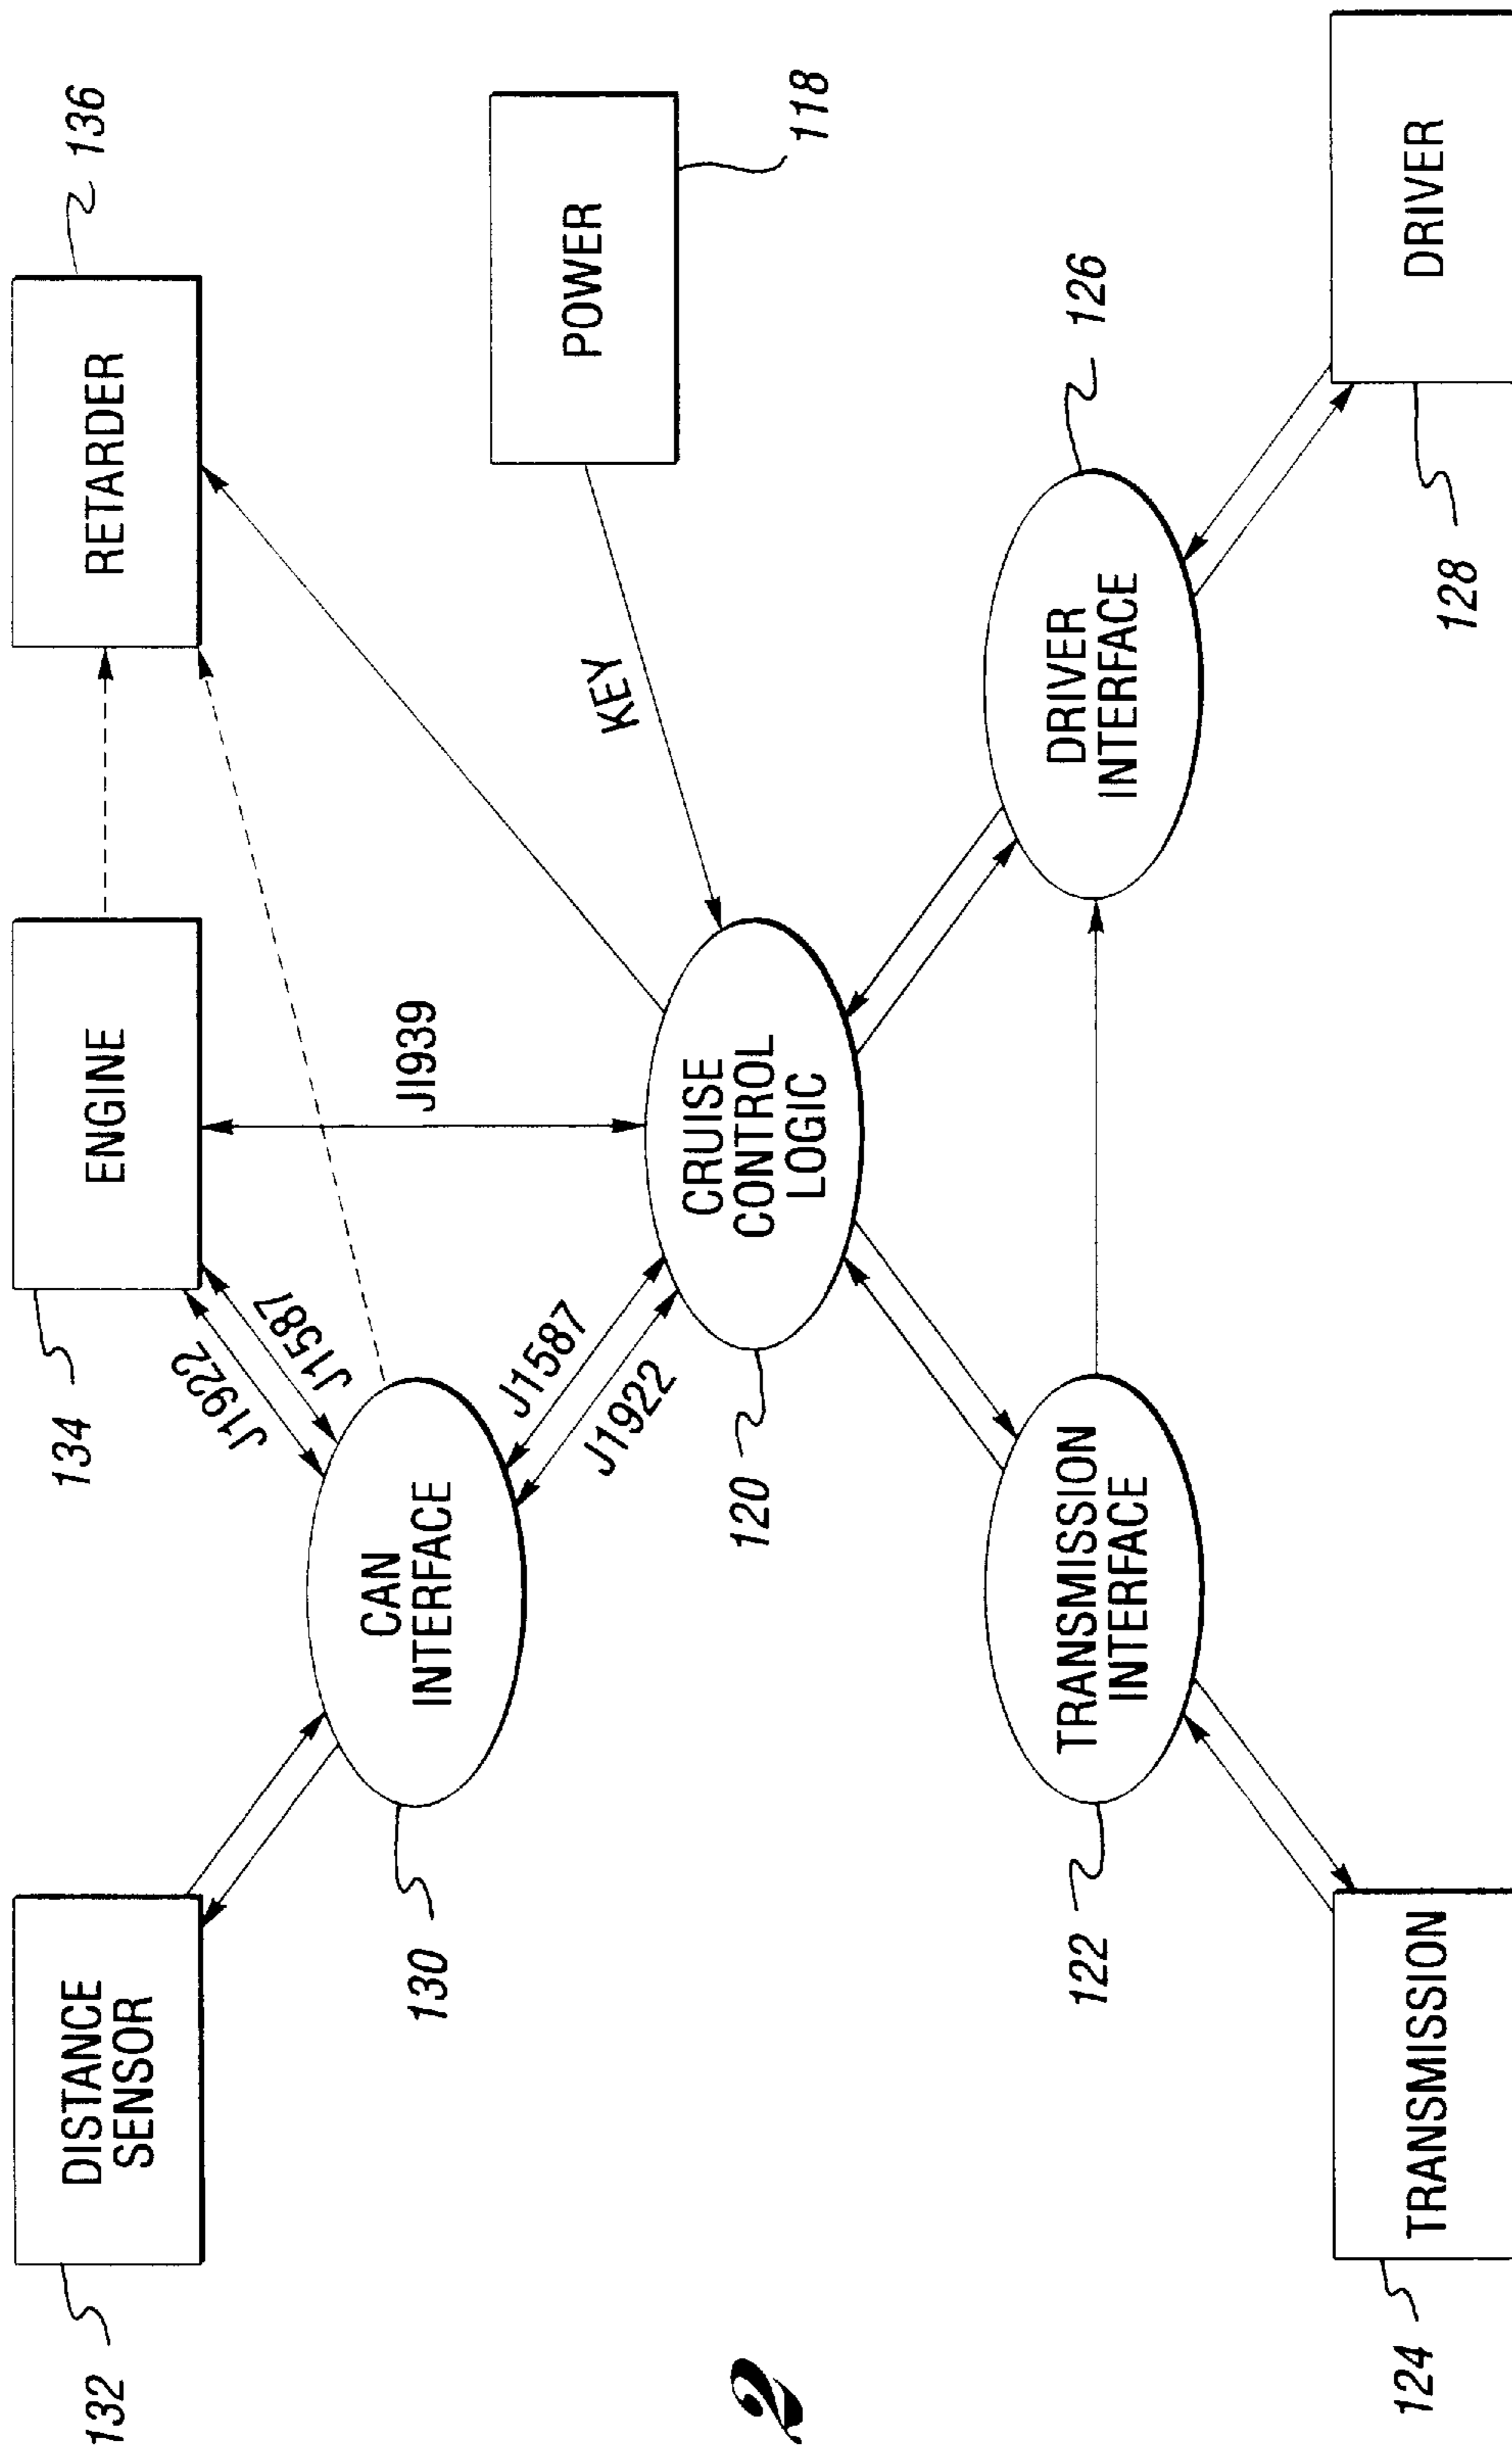 132
DISTANCE
SENSOR
134
ENGINE
RETARDER
136
J1922
J1587
130
CAN
INTERFACE
J1587
J1922
JI939
KEY
POWER
118
120
CRUISE
CONTROL
LOGIC
122
TRANSMISSION
INTERFACE
DRIVER
INTERFACE
126
124
TRANSMISSION
128
DRIVER
2